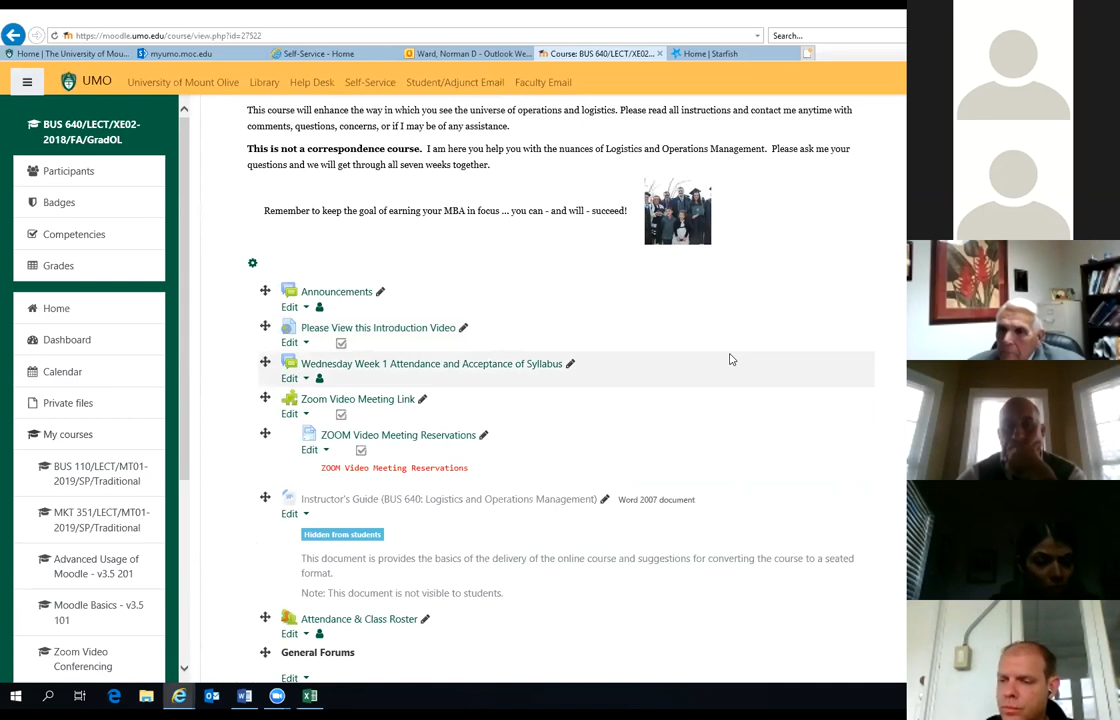 https://moodle.umo.edu/course/view.php?id=27522
Search...
Home | The University of Mou...
myumo.moc.edu
Self-Service - Home
Ward, Norman D - Outlook We...
Course: BUS 640/LECT/XE02...
Home | Starfish
UMO
University of Mount Olive
Library
Help Desk
Self-Service
Student/Adjunct Email
Faculty Email
BUS 640/LECT/XE02-
2018/FA/GradOL
Participants
Badges
Competencies
Grades
Home
Dashboard
Calendar
Private files
My courses
BUS 110/LECT/MT01-
2019/SP/Traditional
MKT 351/LECT/MT01-
2019/SP/Traditional
Advanced Usage of
Moodle - v3.5 201
Moodle Basics - v3.5
101
Zoom Video
Conferencing
This course will enhance the way in which you see the universe of operations and logistics. Please read all instructions and contact me anytime with
comments, questions, concerns, or if I may be of any assistance.
This is not a correspondence course. I am here you help you with the nuances of Logistics and Operations Management. Please ask me your
questions and we will get through all seven weeks together.
Remember to keep the goal of earning your MBA in focus ... you can - and will - succeed!
Announcements
Edit
Please View this Introduction Video
Edit
Wednesday Week 1 Attendance and Acceptance of Syllabus
Edit
Zoom Video Meeting Link
Edit
ZOOM Video Meeting Reservations
Edit
ZOOM Video Meeting Reservations
Instructor's Guide (BUS 640: Logistics and Operations Management) Word 2007 document
Edit
Hidden from students
This document is provides the basics of the delivery of the online course and suggestions for converting the course to a seated
format.
Note: This document is not visible to students.
Attendance & Class Roster
Edit
General Forums
Edit